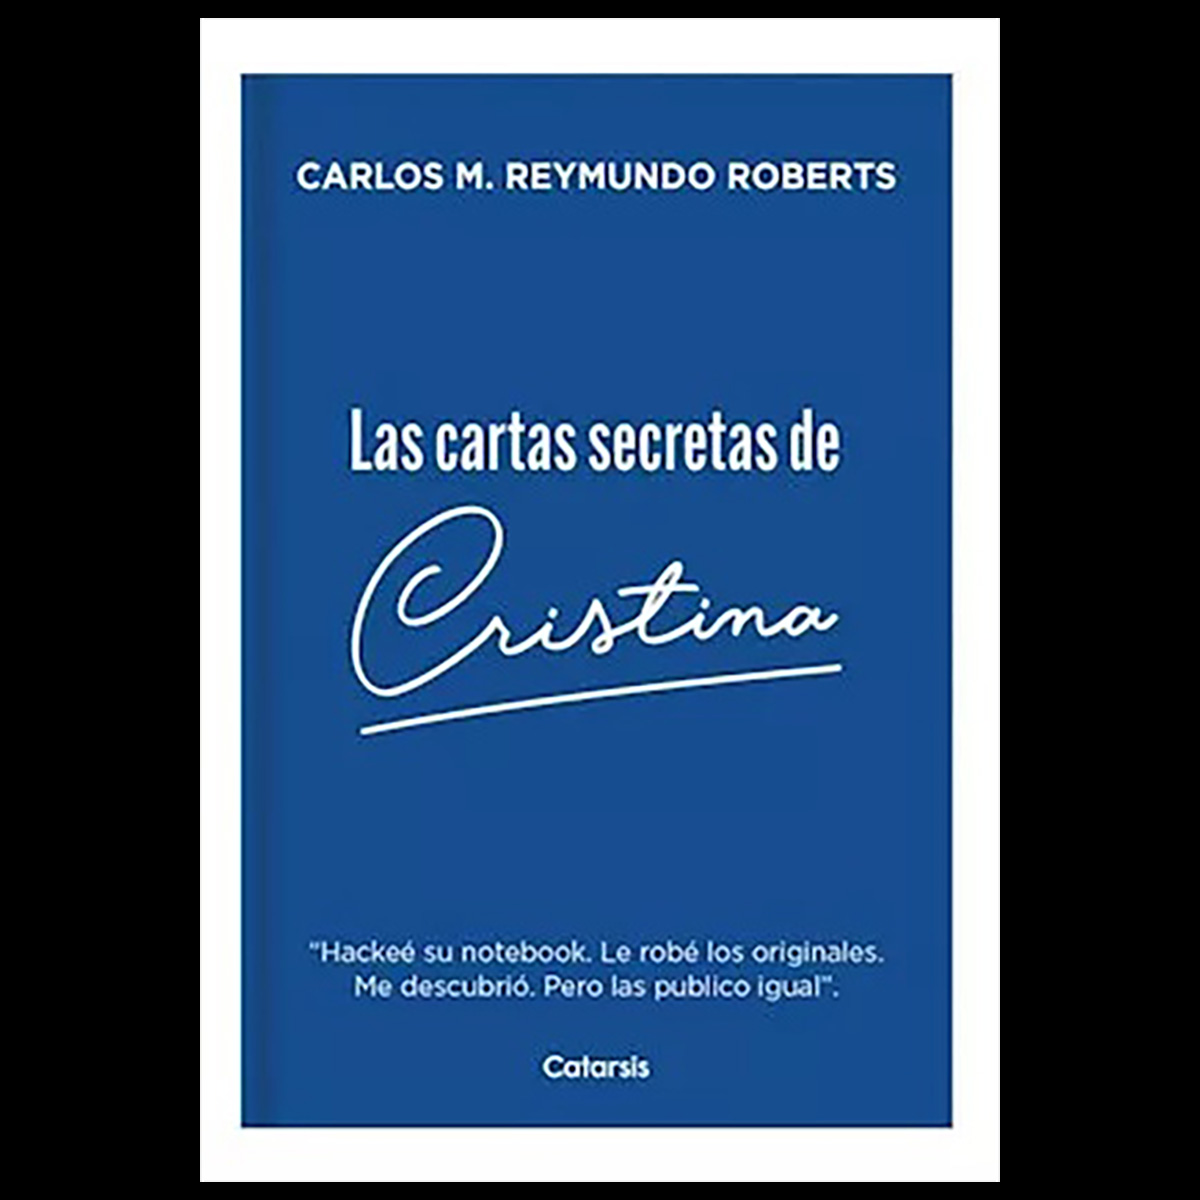 CARLOS M. REYMUNDO ROBERTS
Las cartas secretas de
Cristina
"Hackeé su notebook. Le robé los originales.
Me descubrió. Pero las publico igual".
Catarsis